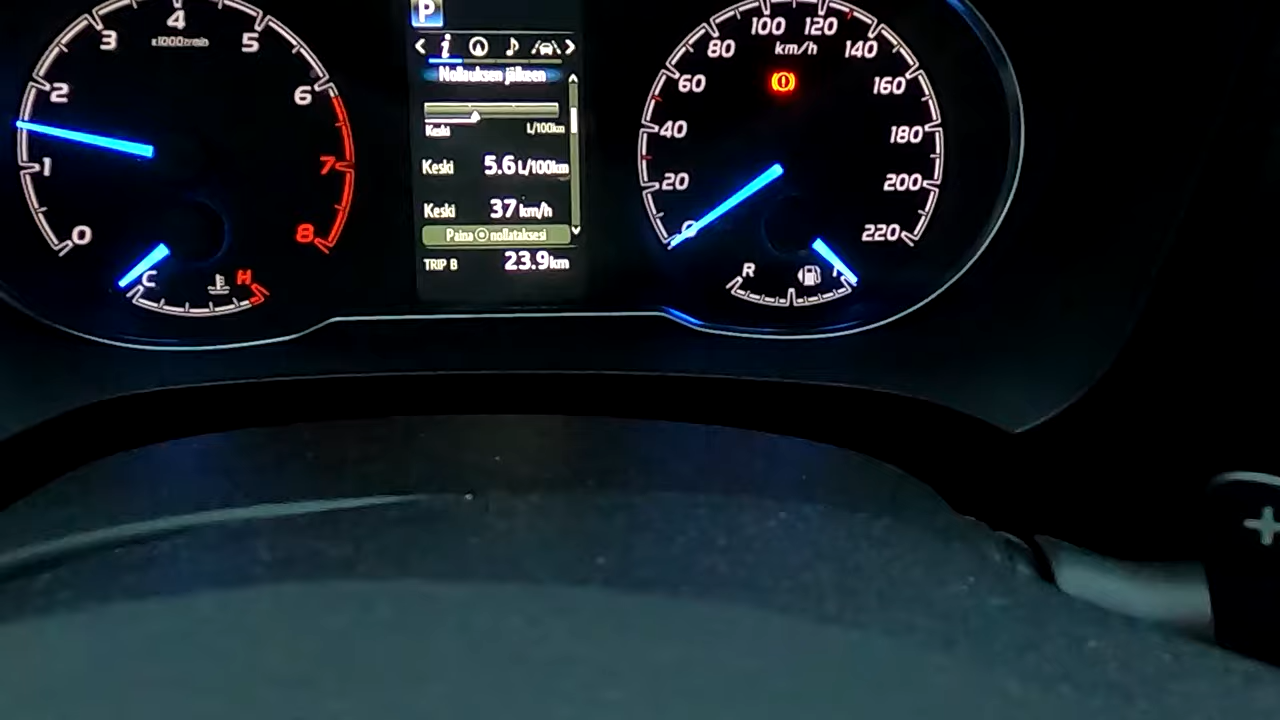 P
Nollauksen jälkeen
Keski L/100km
Keski 5.6 L/100km
Keski 37 km/h
Paina nollataksesi
TRIP B 23.9 km
0 1 2 3 4 5 6 7 8
x1000r/min
C H
0 20 40 60 80 100 120 140 160 180 200 220
km/h
R
+